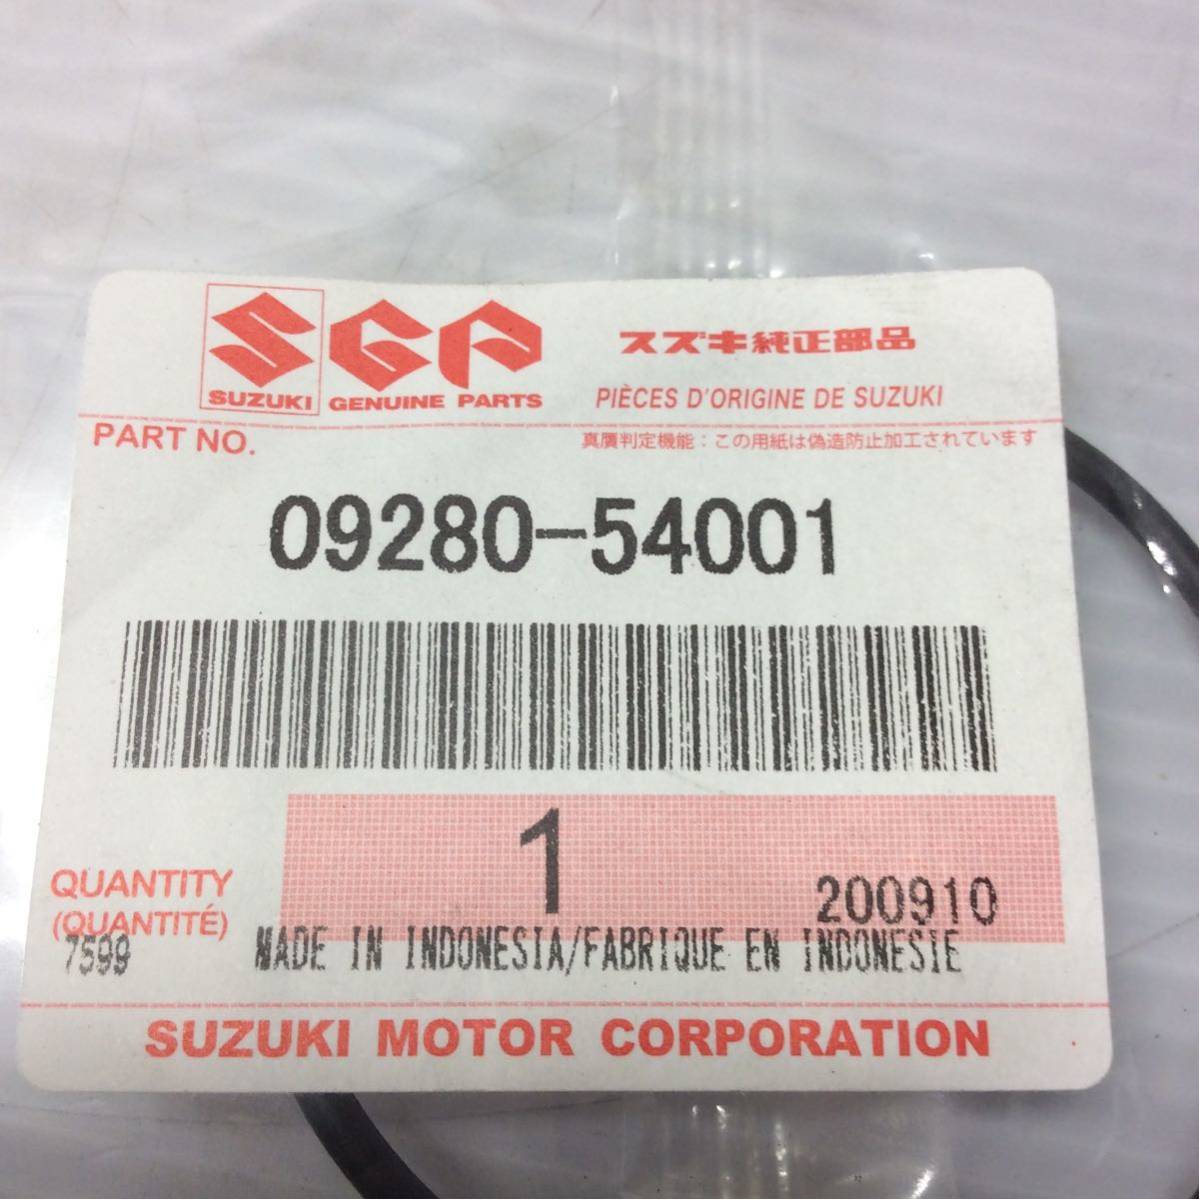 SGP スズキ純正部品
SUZUKI GENUINE PARTS PIÈCES D'ORIGINE DE SUZUKI
PART NO. 真贋判定機能：この用紙は偽造防止加工されています
09280-54001
1
QUANTITY 200910
(QUANTITÉ)
7599 MADE IN INDONESIA/FABRIQUE EN INDONESIE
SUZUKI MOTOR CORPORATION